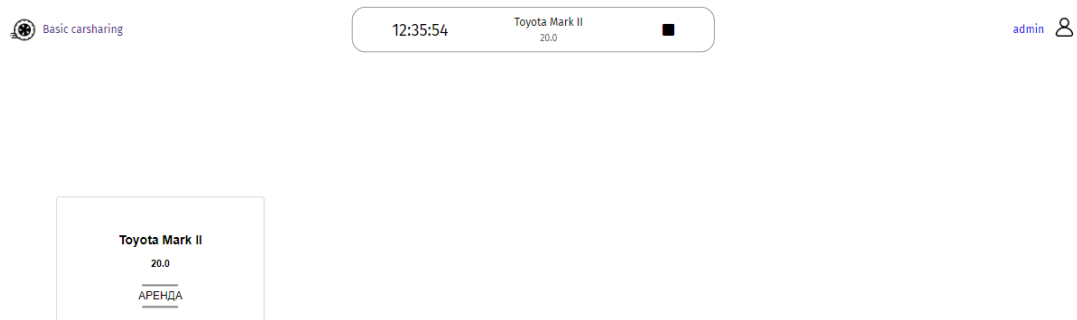 Basic carsharing
12:35:54
Toyota Mark II
20.0
admin
Toyota Mark II
20.0
АРЕНДА